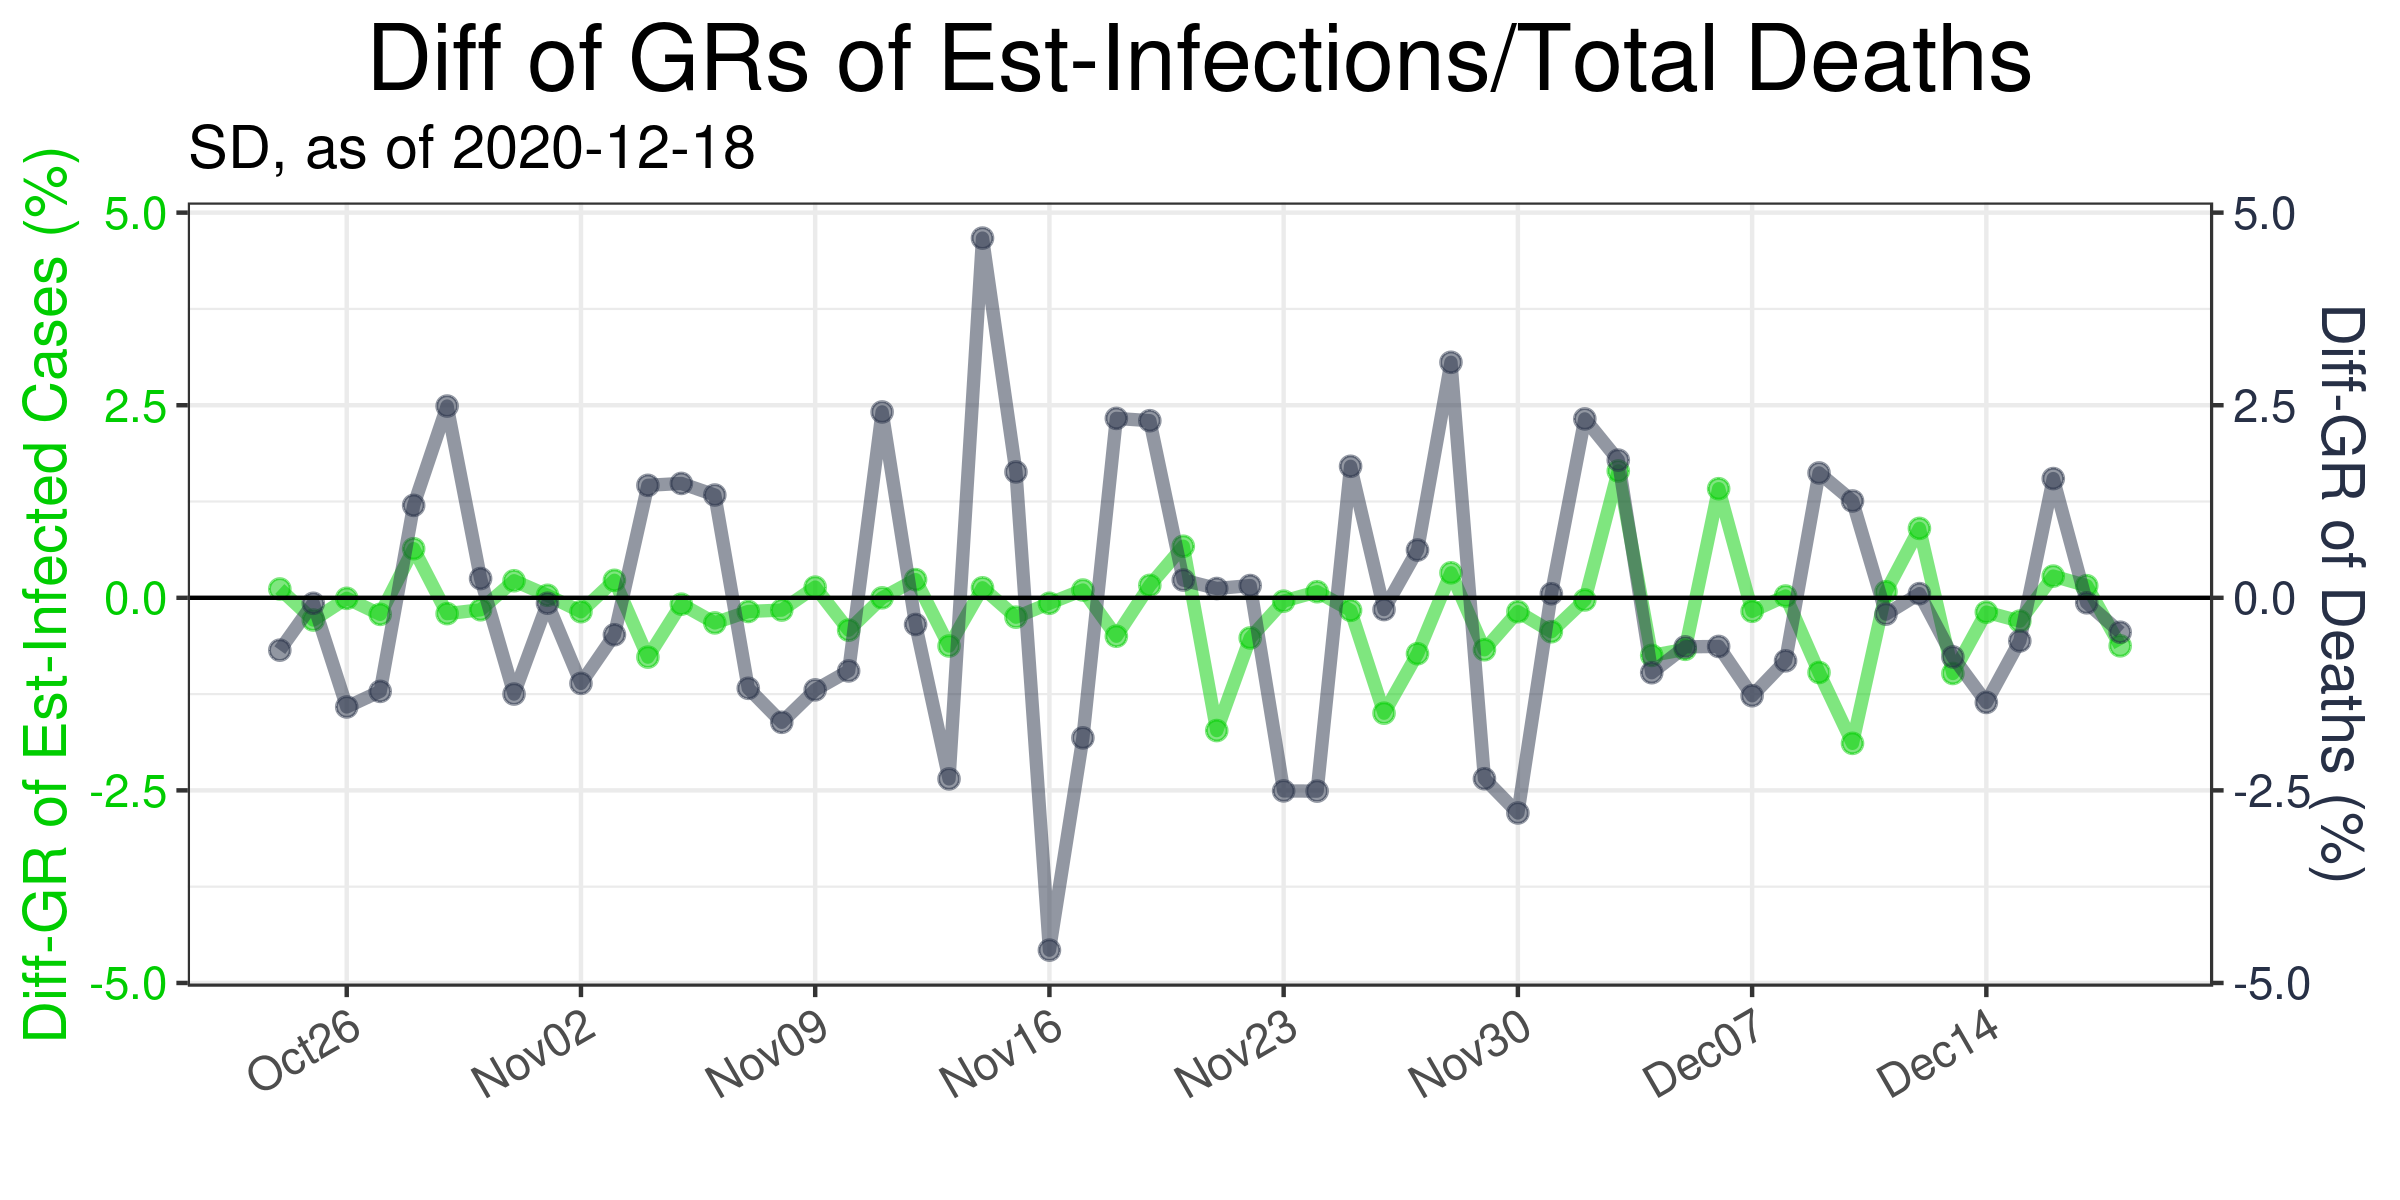 Diff of GRs of Est-Infections/Total Deaths
SD, as of 2020-12-18
Diff-GR of Est-Infected Cases (%)
5.0
2.5
0.0
-2.5
-5.0
5.0
2.5
0.0
-2.5
-5.0
Diff-GR of Deaths (%)
Oct26
Nov02
Nov09
Nov16
Nov23
Nov30
Dec07
Dec14